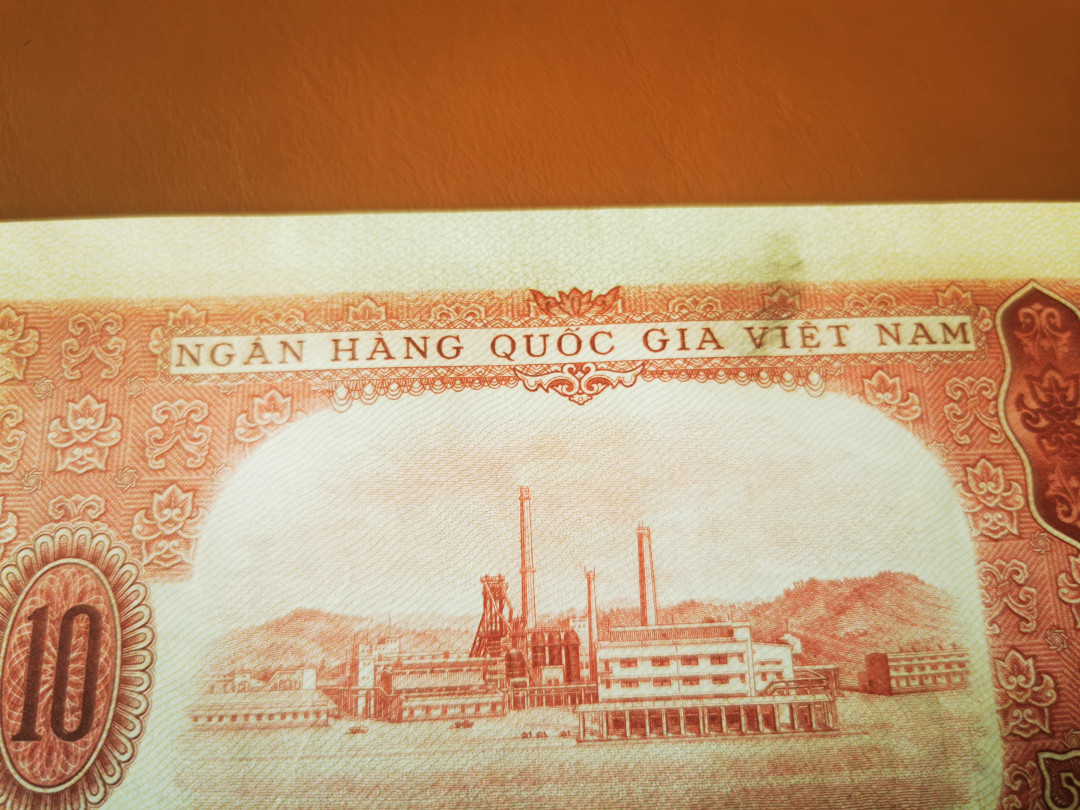 NGÂN HÀNG QUỐC GIA VIỆT NAM
10